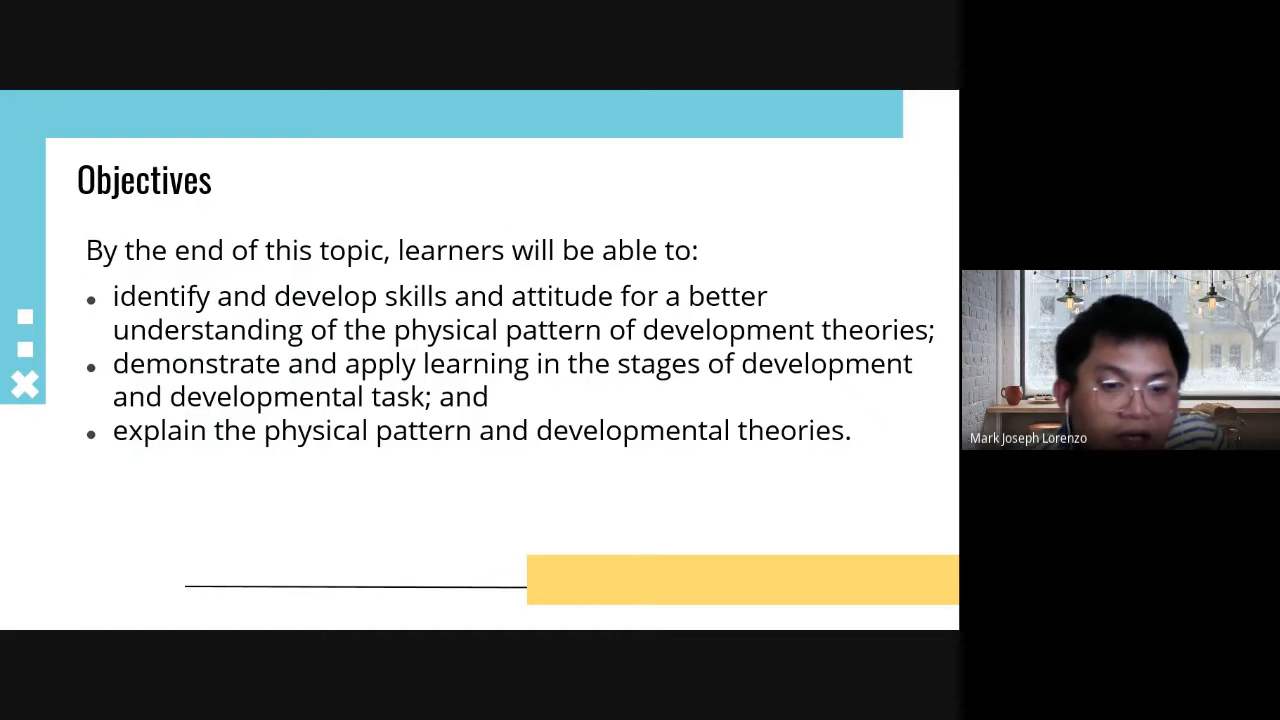 Objectives
By the end of this topic, learners will be able to:
● identify and develop skills and attitude for a better
understanding of the physical pattern of development theories;
● demonstrate and apply learning in the stages of development
and developmental task; and
● explain the physical pattern and developmental theories.
Mark Joseph Lorenzo